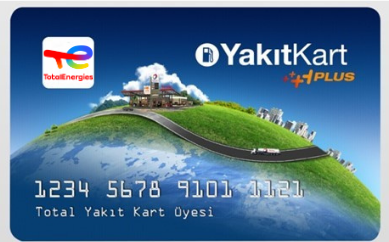 YakıtKart
PLUS
TotalEnergies
1234 5678 9101 1121
Total Yakıt Kart Üyesi